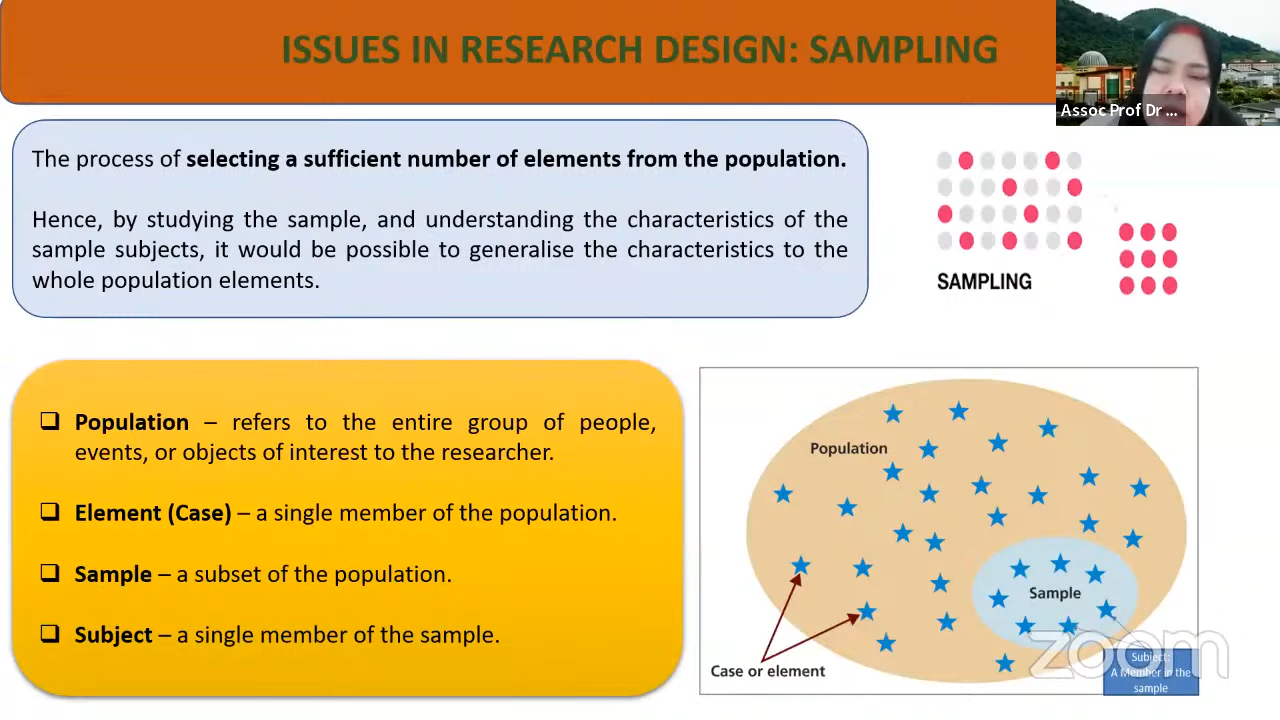 ISSUES IN RESEARCH DESIGN: SAMPLING
Assoc Prof Dr ...
The process of selecting a sufficient number of elements from the population.
Hence, by studying the sample, and understanding the characteristics of the
sample subjects, it would be possible to generalise the characteristics to the
whole population elements.
SAMPLING
❑ Population – refers to the entire group of people,
events, or objects of interest to the researcher.
❑ Element (Case) – a single member of the population.
❑ Sample – a subset of the population.
❑ Subject – a single member of the sample.
Population
Sample
Case or element
Subject:
A Member in the
sample
zoom